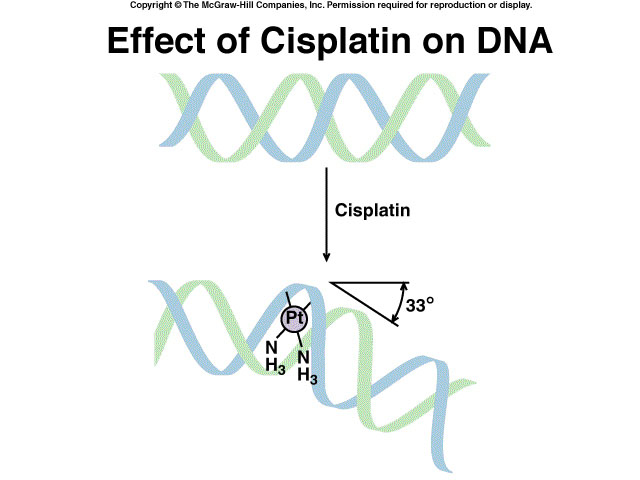 Copyright © The McGraw-Hill Companies, Inc. Permission required for reproduction or display.
Effect of Cisplatin on DNA
Cisplatin
33°
Pt
N
H3
N
H3